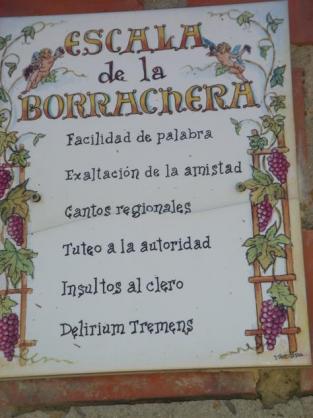 ESCALA
de la
BORRACHERA
Facilidad de palabra
Exaltación de la amistad
Cantos regionales
Tuteo a la autoridad
Insultos al clero
Delirium Tremens